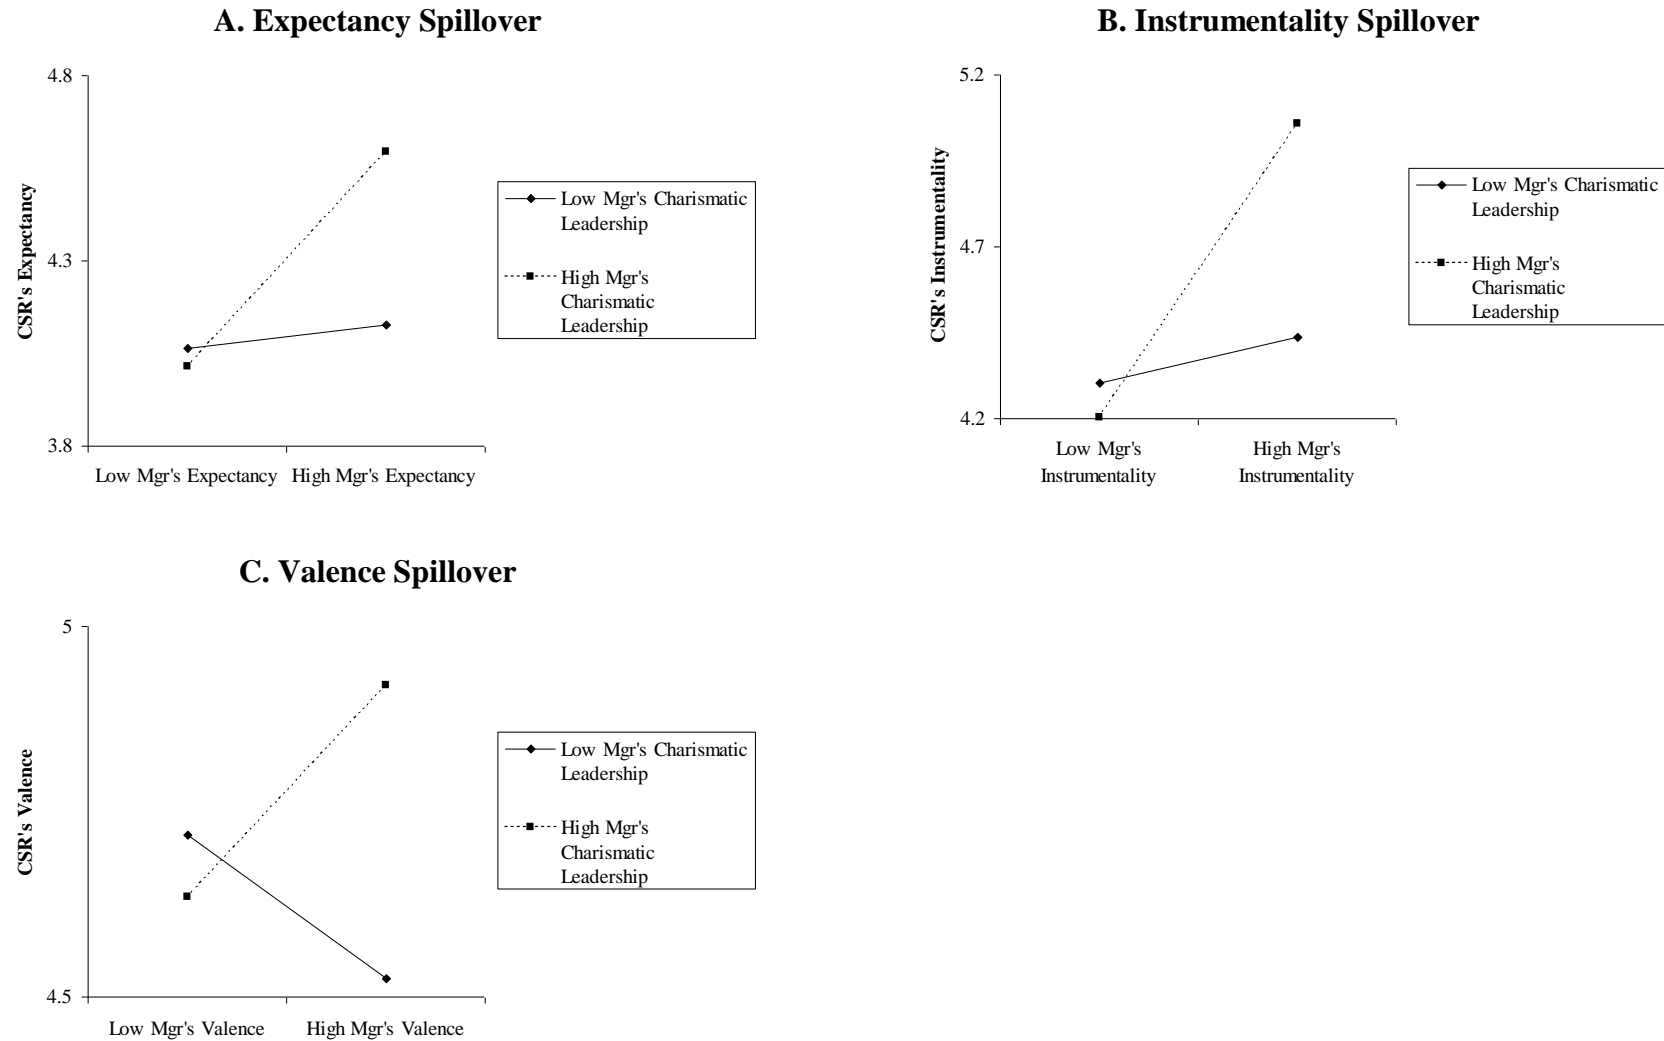 A. Expectancy Spillover
4.8
4.3
3.8
CSR's Expectancy
Low Mgr's Expectancy
High Mgr's Expectancy
Low Mgr's Charismatic
Leadership
High Mgr's
Charismatic
Leadership
B. Instrumentality Spillover
5.2
4.7
4.2
CSR's Instrumentality
Low Mgr's
Instrumentality
High Mgr's
Instrumentality
Low Mgr's Charismatic
Leadership
High Mgr's
Charismatic
Leadership
C. Valence Spillover
5
4.5
CSR's Valence
Low Mgr's Valence
High Mgr's Valence
Low Mgr's Charismatic
Leadership
High Mgr's
Charismatic
Leadership